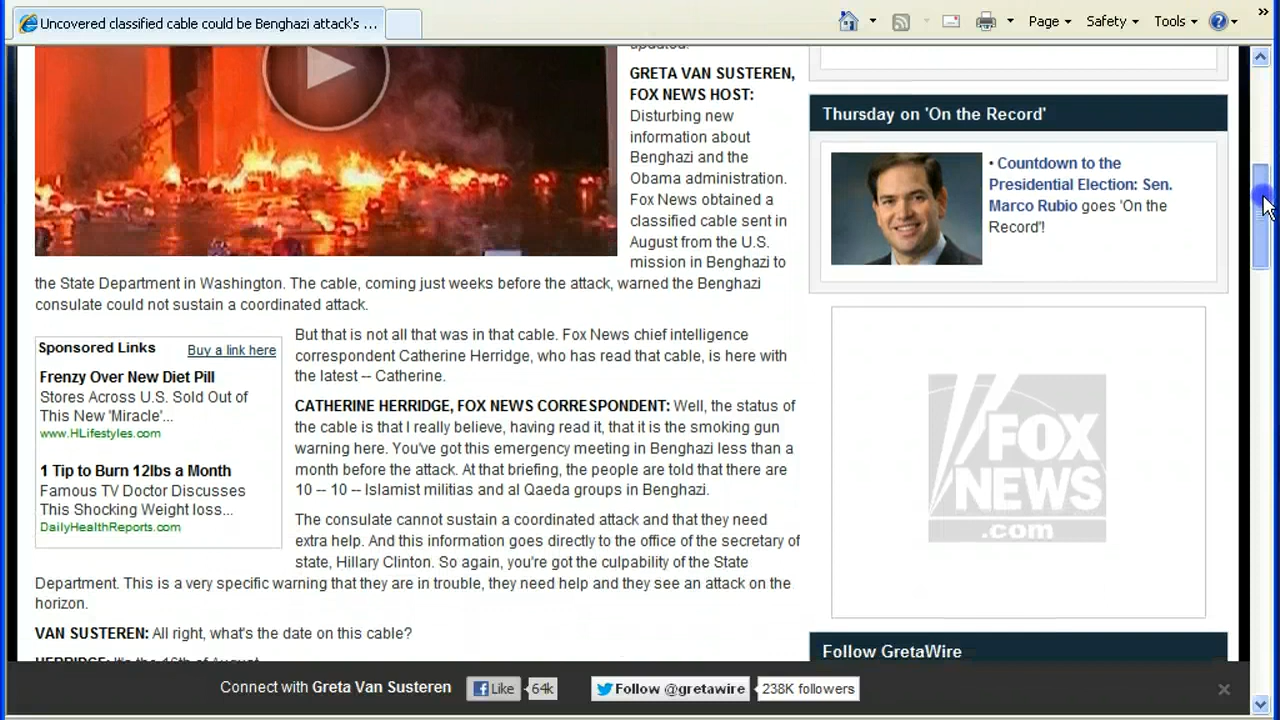 Uncovered classified cable could be Benghazi attack's ...
Page
Safety
Tools
updated.
GRETA VAN SUSTEREN,
FOX NEWS HOST:
Disturbing new
information about
Benghazi and the
Obama administration.
Fox News obtained a
classified cable sent in
August from the U.S.
mission in Benghazi to
the State Department in Washington. The cable, coming just weeks before the attack, warned the Benghazi
consulate could not sustain a coordinated attack.
Sponsored Links
Buy a link here
Frenzy Over New Diet Pill
Stores Across U.S. Sold Out of
This New 'Miracle'...
www.HLifestyles.com
1 Tip to Burn 12lbs a Month
Famous TV Doctor Discusses
This Shocking Weight loss...
DailyHealthReports.com
But that is not all that was in that cable. Fox News chief intelligence
correspondent Catherine Herridge, who has read that cable, is here with
the latest -- Catherine.
CATHERINE HERRIDGE, FOX NEWS CORRESPONDENT: Well, the status of
the cable is that I really believe, having read it, that it is the smoking gun
warning here. You've got this emergency meeting in Benghazi less than a
month before the attack. At that briefing, the people are told that there are
10 -- 10 -- Islamist militias and al Qaeda groups in Benghazi.
The consulate cannot sustain a coordinated attack and that they need
extra help. And this information goes directly to the office of the secretary of
state, Hillary Clinton. So again, you're got the culpability of the State
Department. This is a very specific warning that they are in trouble, they need help and they see an attack on the
horizon.
VAN SUSTEREN: All right, what's the date on this cable?
HERRIDGE: It's the 16th of August
Thursday on 'On the Record'
• Countdown to the
Presidential Election: Sen.
Marco Rubio goes 'On the
Record'!
FOX
NEWS
.com
Follow GretaWire
Connect with Greta Van Susteren
Like
64k
Follow @gretawire
238K followers